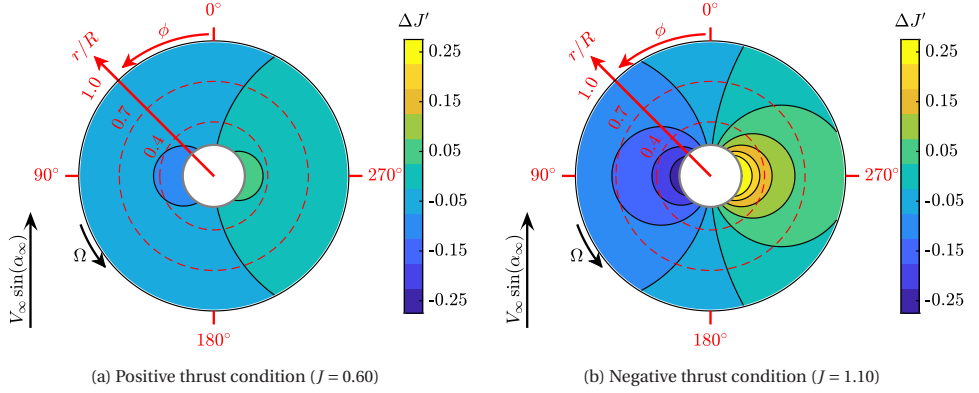 0°
ΔJ′
ϕ
r/R
1.0
0.7
0.4
90°
270°
180°
Ω
V∞ sin(α∞)
0.25
0.15
0.05
-0.05
-0.15
-0.25
(a) Positive thrust condition (J = 0.60)
0°
ΔJ′
ϕ
r/R
1.0
0.7
0.4
90°
270°
180°
Ω
V∞ sin(α∞)
0.25
0.15
0.05
-0.05
-0.15
-0.25
(b) Negative thrust condition (J = 1.10)